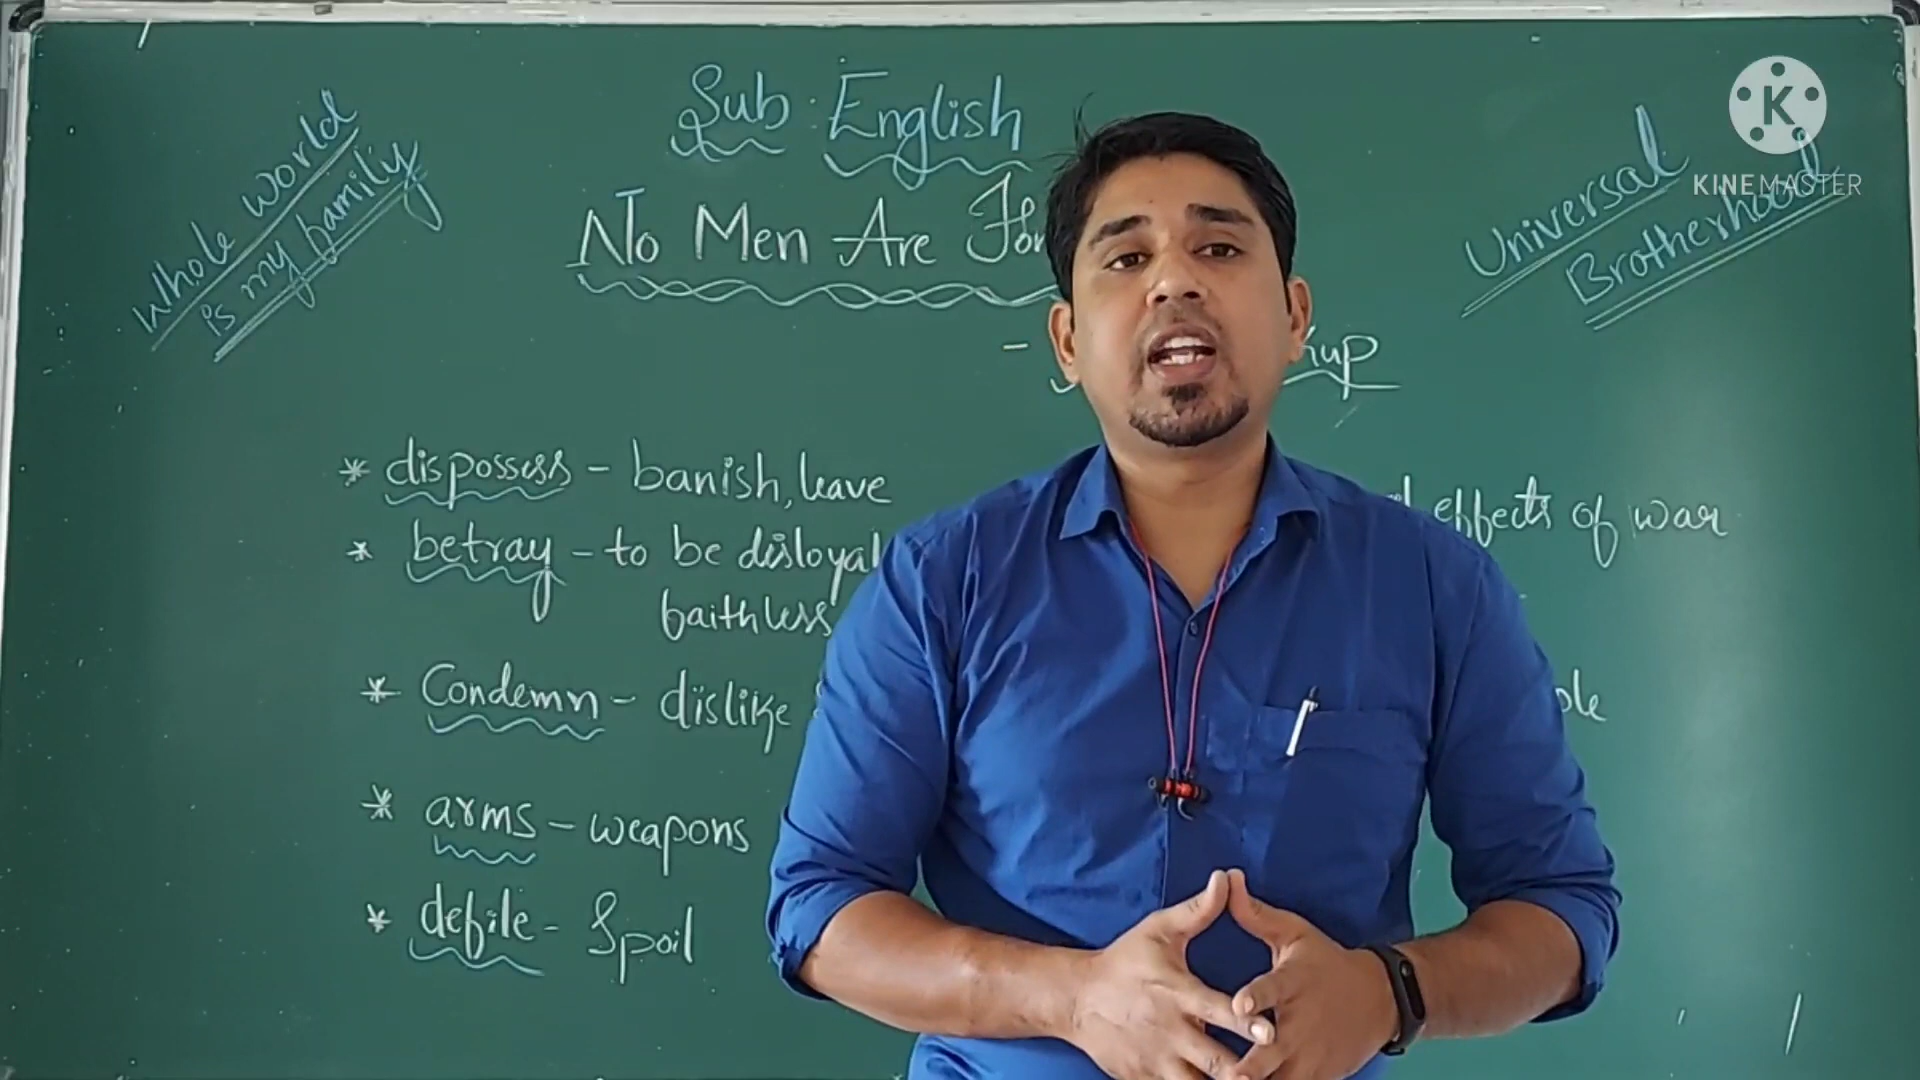 Sub : English
Whole world
is my family
Universal
Brotherhood
KINEMASTER
No Men Are
* dispossess - banish, leave
* betray - to be disloyal
faithless
effects of war
* Condemn - dislike
* arms - weapons
* defile - Spoil